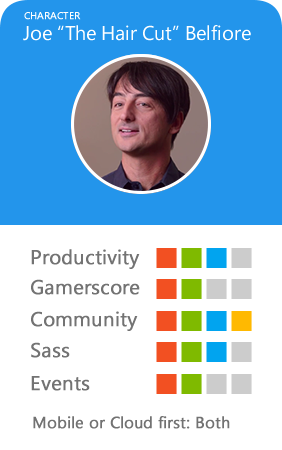 CHARACTER
Joe “The Hair Cut” Belfiore
Productivity
Gamerscore
Community
Sass
Events
Mobile or Cloud first: Both